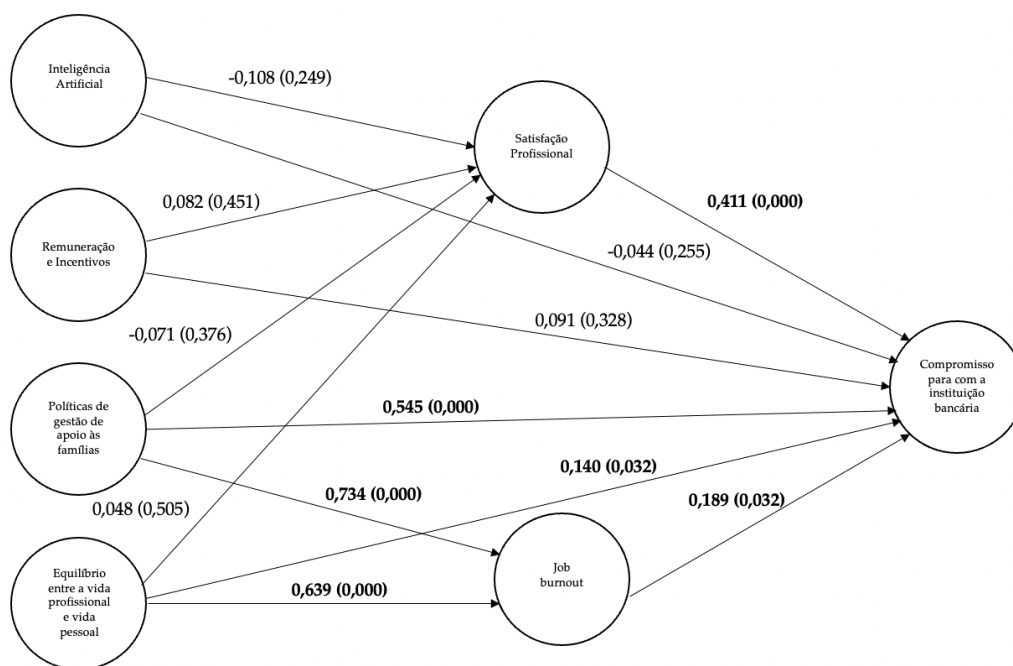 Inteligência
Artificial
-0,108 (0,249)
Satisfação
Profissional
0,082 (0,451)
0,411 (0,000)
Remuneração
e Incentivos
-0,044 (0,255)
-0,071 (0,376)
0,091 (0,328)
Compromisso
para com a
instituição
bancária
Políticas de
gestão de
apoio às
famílias
0,545 (0,000)
0,140 (0,032)
0,734 (0,000)
0,189 (0,032)
0,048 (0,505)
Equilíbrio
entre a vida
profissional
e vida
pessoal
0,639 (0,000)
Job
burnout